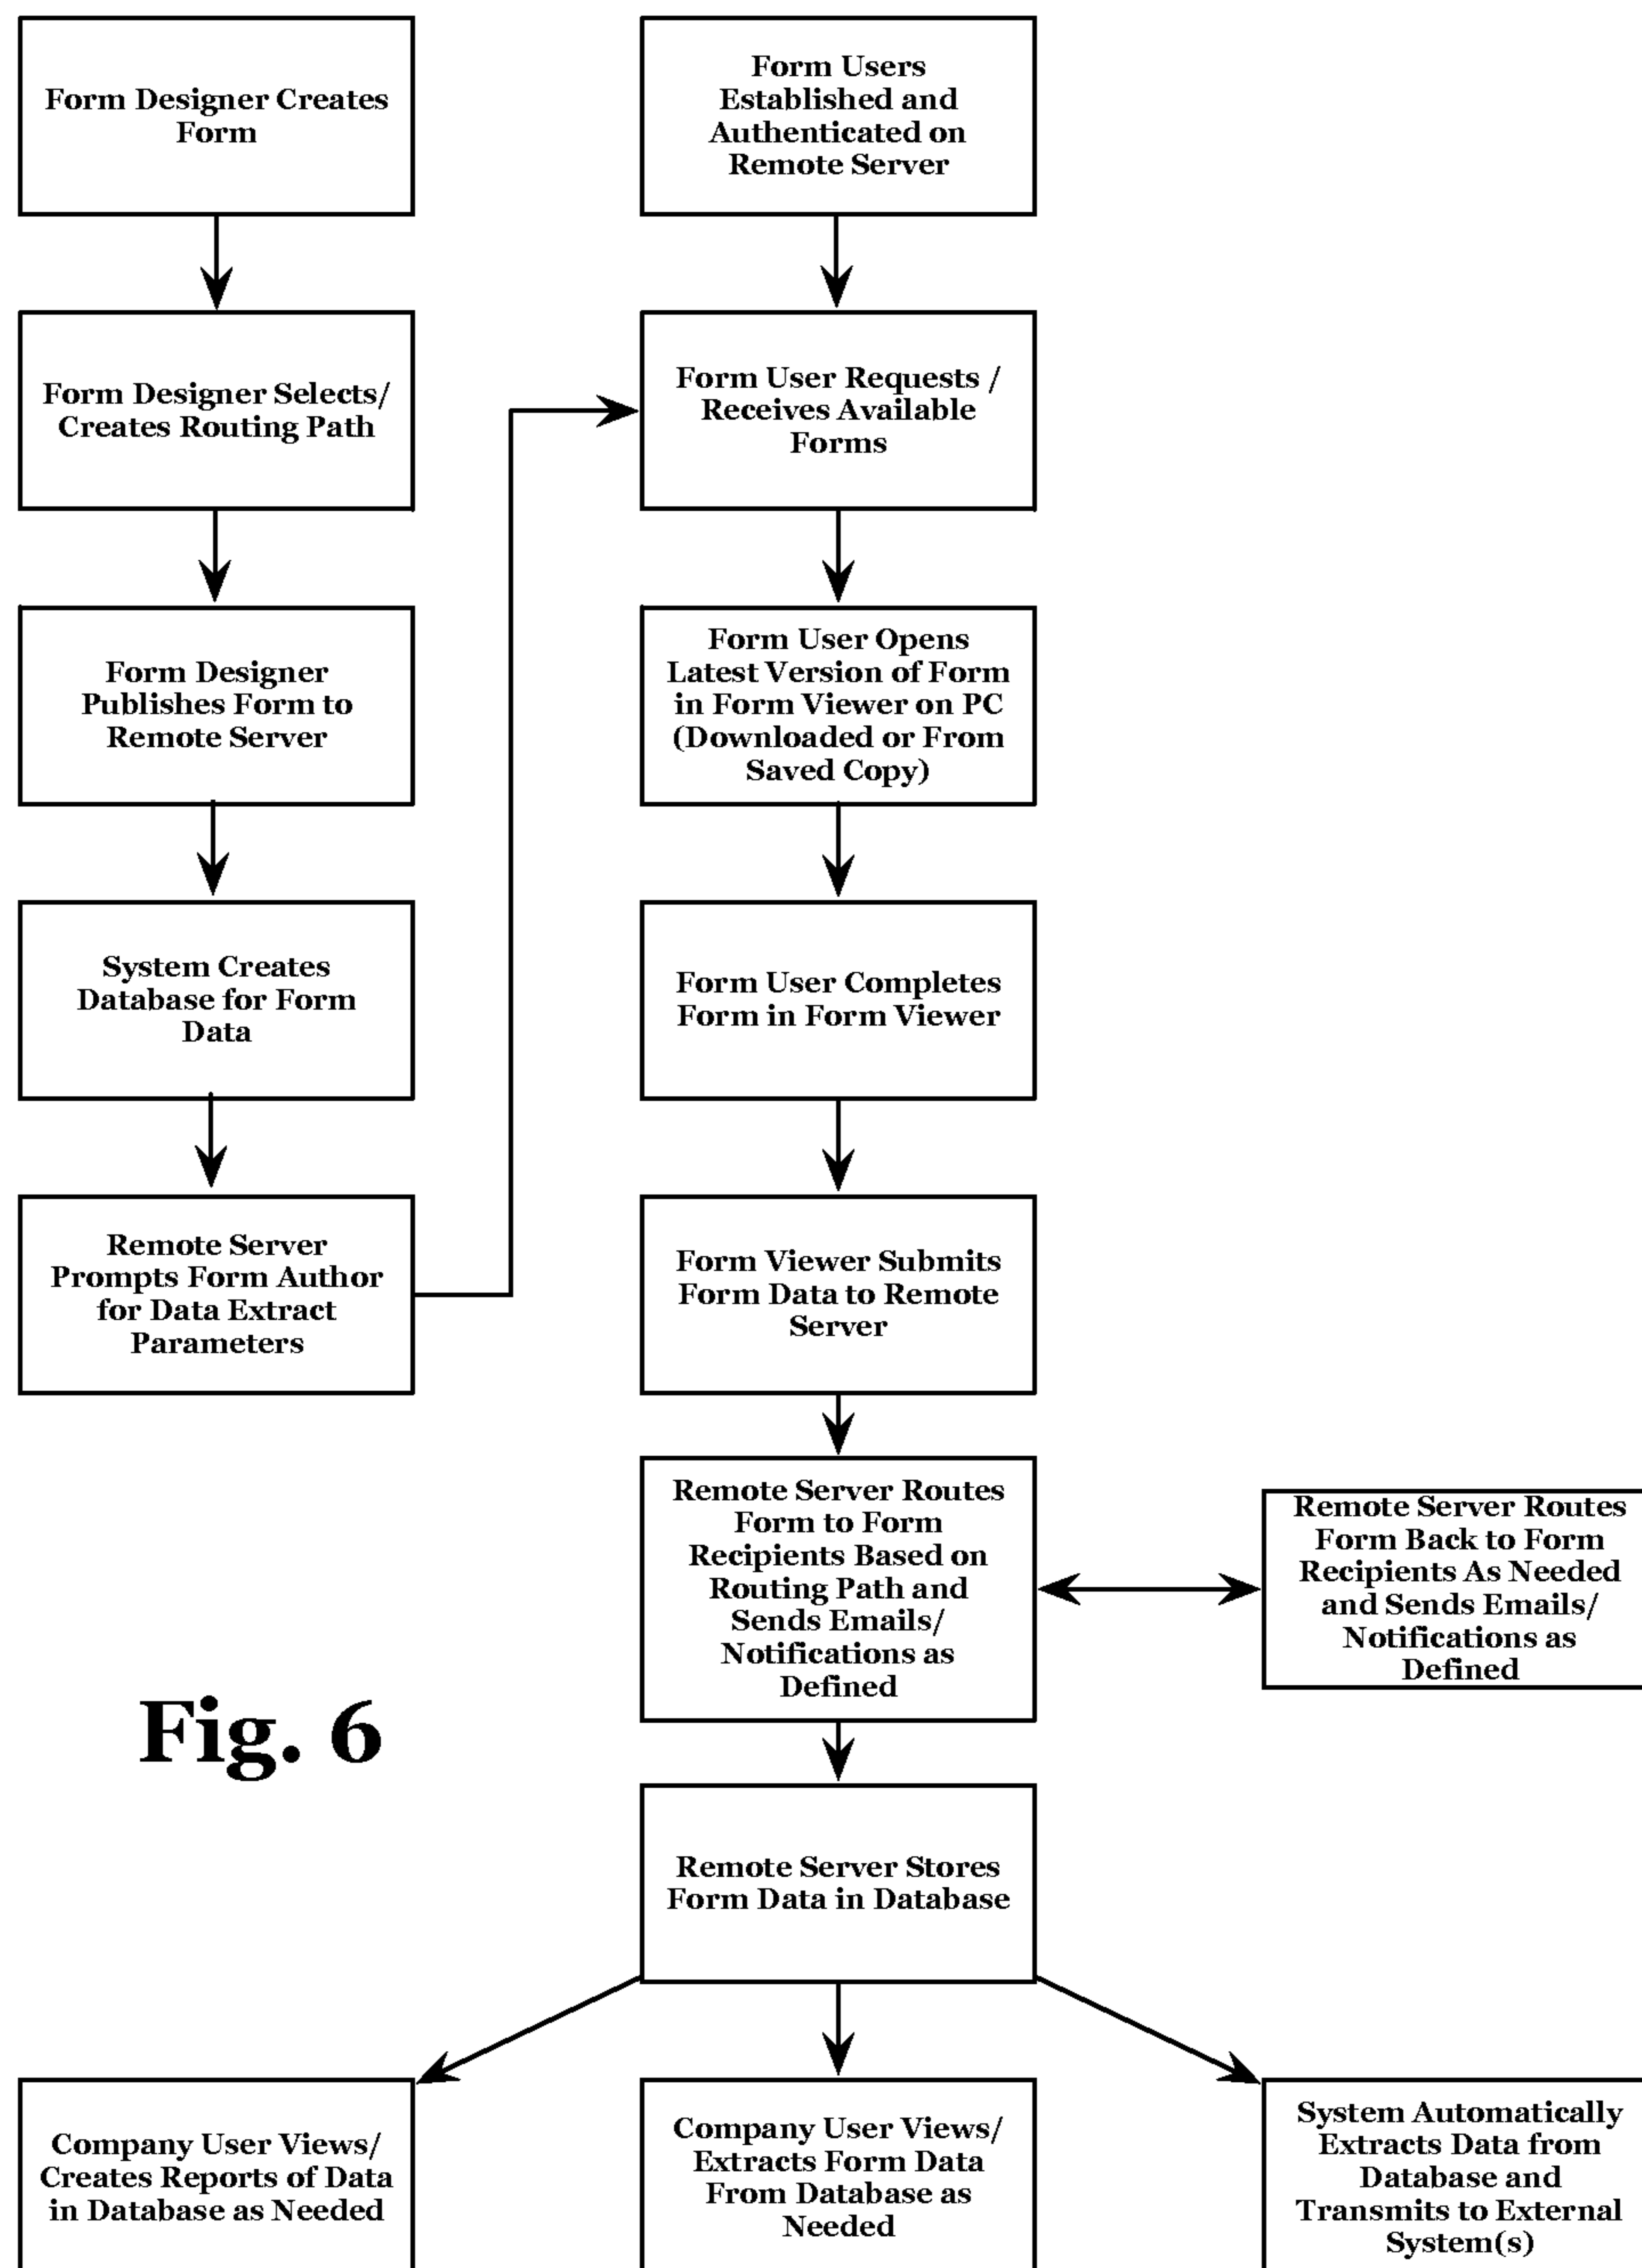 Form Designer Creates
Form
Form Designer Selects/
Creates Routing Path
Form Designer
Publishes Form to
Remote Server
System Creates
Database for Form
Data
Remote Server
Prompts Form Author
for Data Extract
Parameters
Form Users
Established and
Authenticated on
Remote Server
Form User Requests /
Receives Available
Forms
Form User Opens
Latest Version of Form
in Form Viewer on PC
(Downloaded or From
Saved Copy)
Form User Completes
Form in Form Viewer
Form Viewer Submits
Form Data to Remote
Server
Remote Server Routes
Form to Form
Recipients Based on
Routing Path and
Sends Emails/
Notifications as
Defined
Remote Server Routes
Form Back to Form
Recipients As Needed
and Sends Emails/
Notifications as
Defined
Fig. 6
Remote Server Stores
Form Data in Database
Company User Views/
Creates Reports of Data
in Database as Needed
Company User Views/
Extracts Form Data
From Database as
Needed
System Automatically
Extracts Data from
Database and
Transmits to External
System(s)